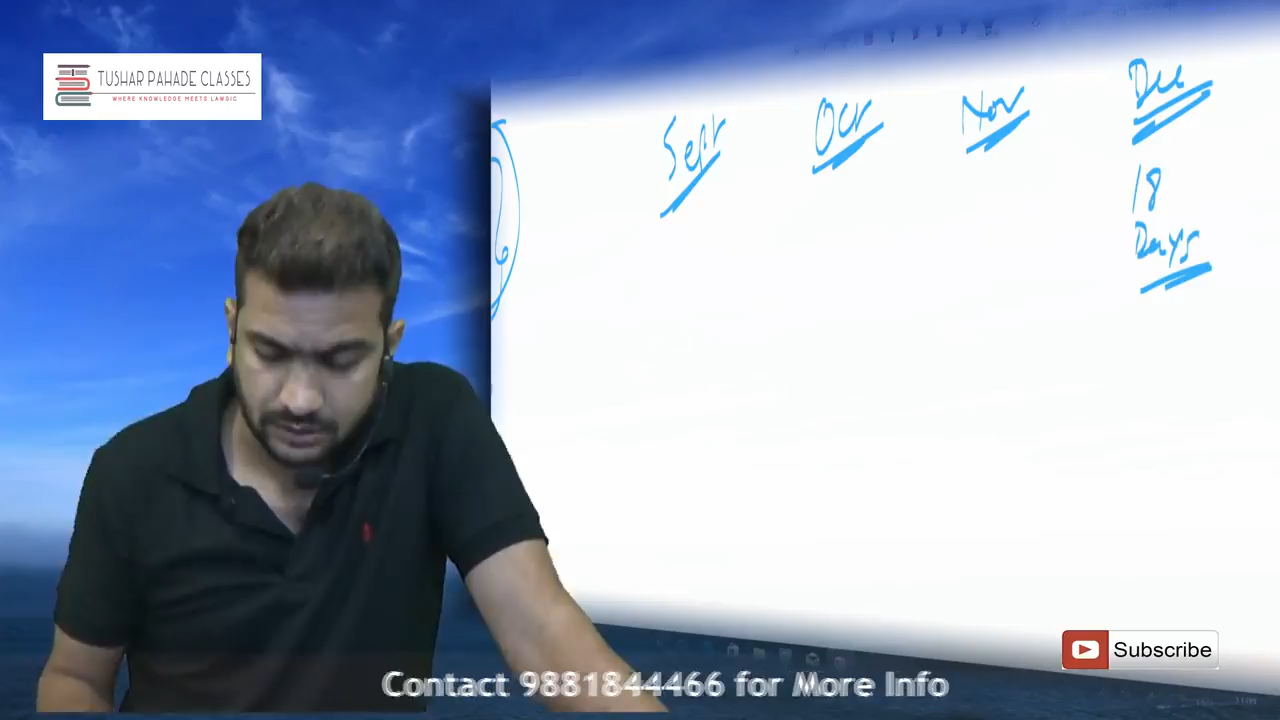 TUSHAR PAHADE CLASSES
WHERE KNOWLEDGE MEETS LAWGIC
Sept Oct Nov Dec
18
Days
Subscribe
Contact 9881844466 for More Info